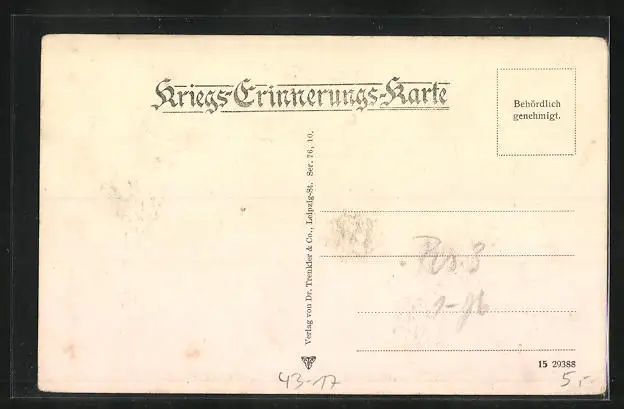 Kriegs-Erinnerungs-Karte
Behördlich
genehmigt.
Verlag von Dr. Trenkler & Co., Leipzig-St. Ser. 76, 10.
15 29388
43-17
5,-